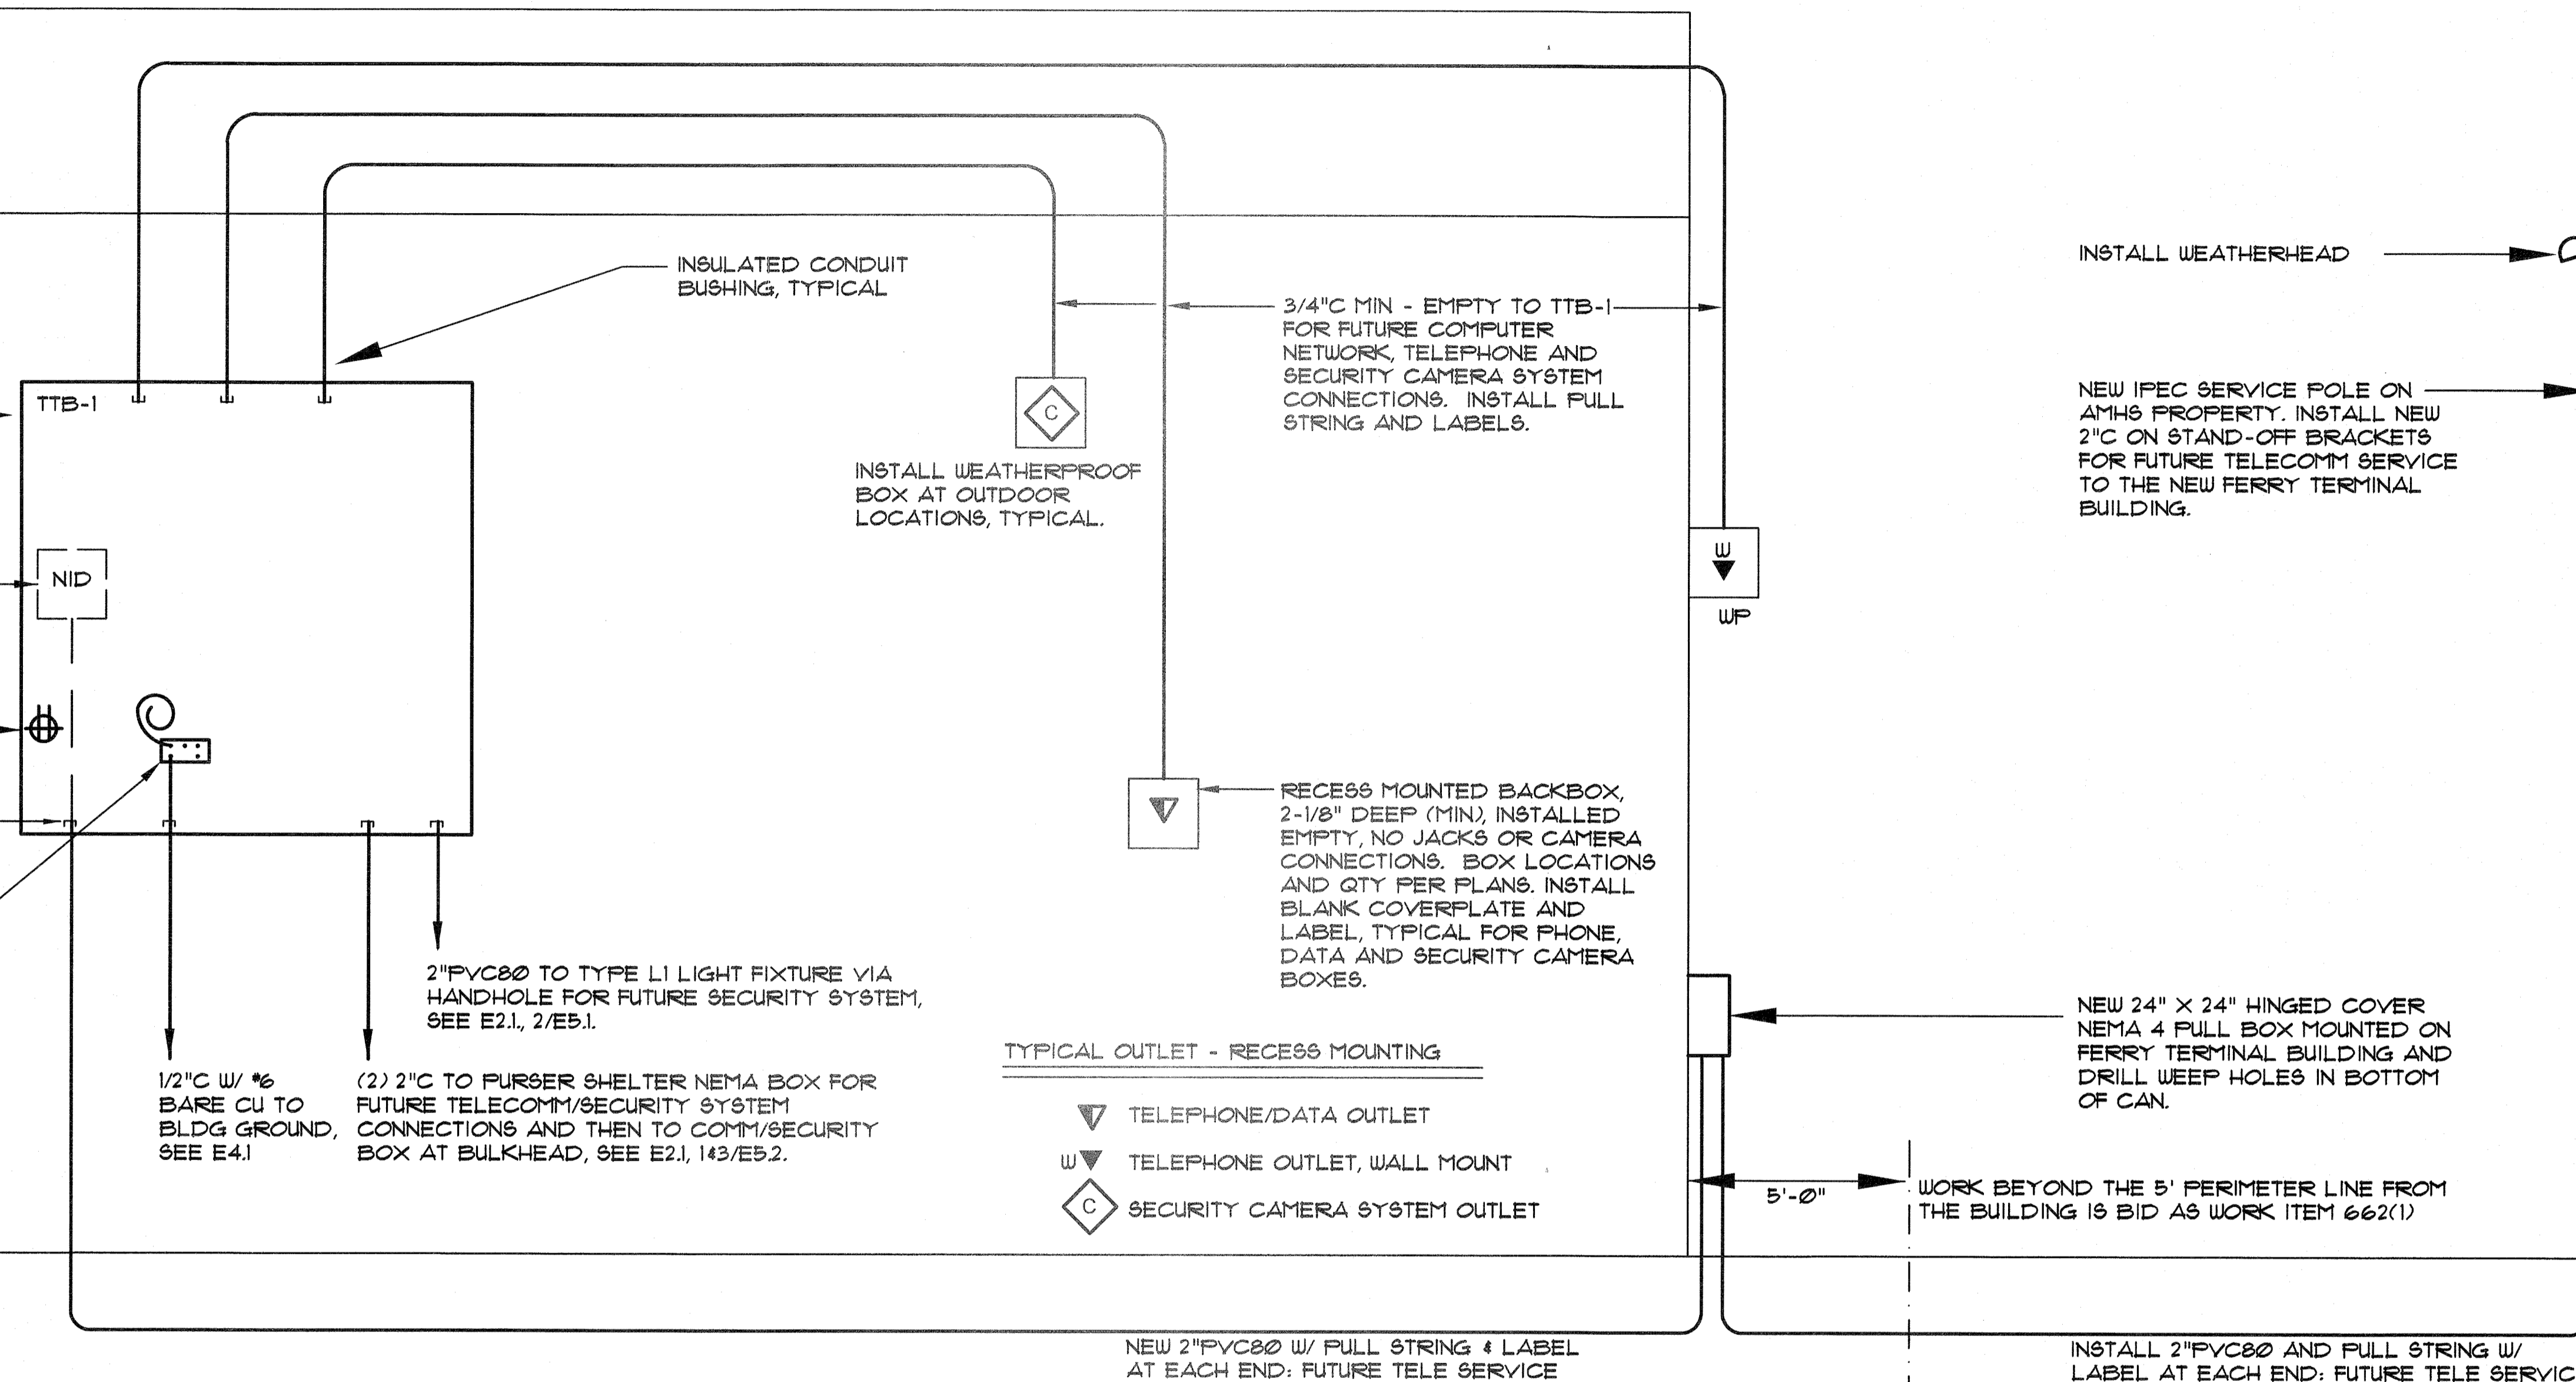 INSULATED CONDUIT
BUSHING, TYPICAL
3/4"C MIN - EMPTY TO TTB-1
FOR FUTURE COMPUTER
NETWORK, TELEPHONE AND
SECURITY CAMERA SYSTEM
CONNECTIONS. INSTALL PULL
STRING AND LABELS.
INSTALL WEATHERHEAD
NEW IPEC SERVICE POLE ON
AMHS PROPERTY. INSTALL NEW
2"C ON STAND-OFF BRACKETS
FOR FUTURE TELECOMM SERVICE
TO THE NEW FERRY TERMINAL
BUILDING.
TTB-1
C
INSTALL WEATHERPROOF
BOX AT OUTDOOR
LOCATIONS, TYPICAL.
W
WP
NID
RECESS MOUNTED BACKBOX,
2-1/8" DEEP (MIN), INSTALLED
EMPTY, NO JACKS OR CAMERA
CONNECTIONS. BOX LOCATIONS
AND QTY PER PLANS. INSTALL
BLANK COVERPLATE AND
LABEL, TYPICAL FOR PHONE,
DATA AND SECURITY CAMERA
BOXES.
2"PVC80 TO TYPE L1 LIGHT FIXTURE VIA
HANDHOLE FOR FUTURE SECURITY SYSTEM,
SEE E2.1., 2/E5.1.
1/2"C W/ #6
BARE CU TO
BLDG GROUND,
SEE E4.1
(2) 2"C TO PURSER SHELTER NEMA BOX FOR
FUTURE TELECOMM/SECURITY SYSTEM
CONNECTIONS AND THEN TO COMM/SECURITY
BOX AT BULKHEAD, SEE E2.1, 1&3/E5.2.
TYPICAL OUTLET - RECESS MOUNTING
TELEPHONE/DATA OUTLET
W TELEPHONE OUTLET, WALL MOUNT
C SECURITY CAMERA SYSTEM OUTLET
NEW 24" X 24" HINGED COVER
NEMA 4 PULL BOX MOUNTED ON
FERRY TERMINAL BUILDING AND
DRILL WEEP HOLES IN BOTTOM
OF CAN.
5'-0"
WORK BEYOND THE 5' PERIMETER LINE FROM
THE BUILDING IS BID AS WORK ITEM 662(1)
NEW 2"PVC80 W/ PULL STRING & LABEL
AT EACH END: FUTURE TELE SERVICE
INSTALL 2"PVC80 AND PULL STRING W/
LABEL AT EACH END: FUTURE TELE SERVIC